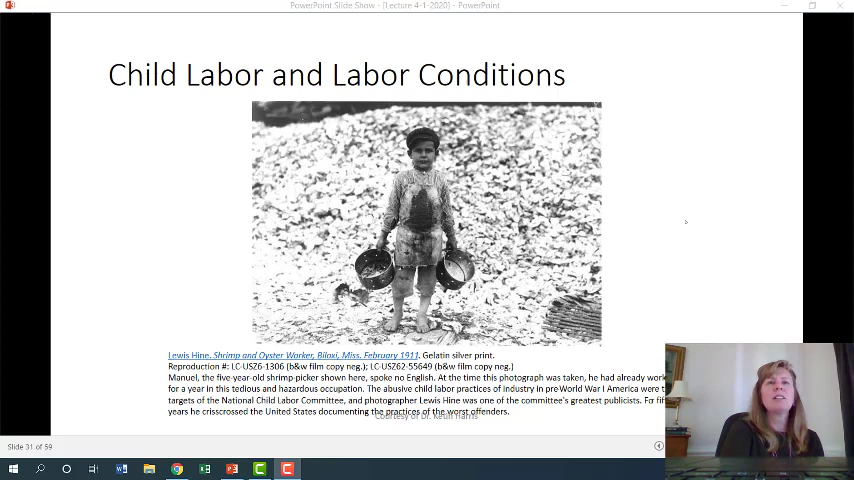 PowerPoint Slide Show - [Lecture 4-1-2020] - PowerPoint
Child Labor and Labor Conditions
Lewis Hine. Shrimp and Oyster Worker, Biloxi, Miss. February 1911. Gelatin silver print.
Reproduction #: LC-USZ6-1306 (b&w film copy neg.); LC-USZ62-55649 (b&w film copy neg.)
Manuel, the five-year-old shrimp-picker shown here, spoke no English. At the time this photograph was taken, he had already work
for a year in this tedious and hazardous occupation. The abusive child labor practices of industry in pre-World War I America were t
targets of the National Child Labor Committee, and photographer Lewis Hine was one of the committee's greatest publicists. For fif
years he crisscrossed the United States documenting the practices of the worst offenders.
Courtesy of Dr. Harris
Slide 31 of 59